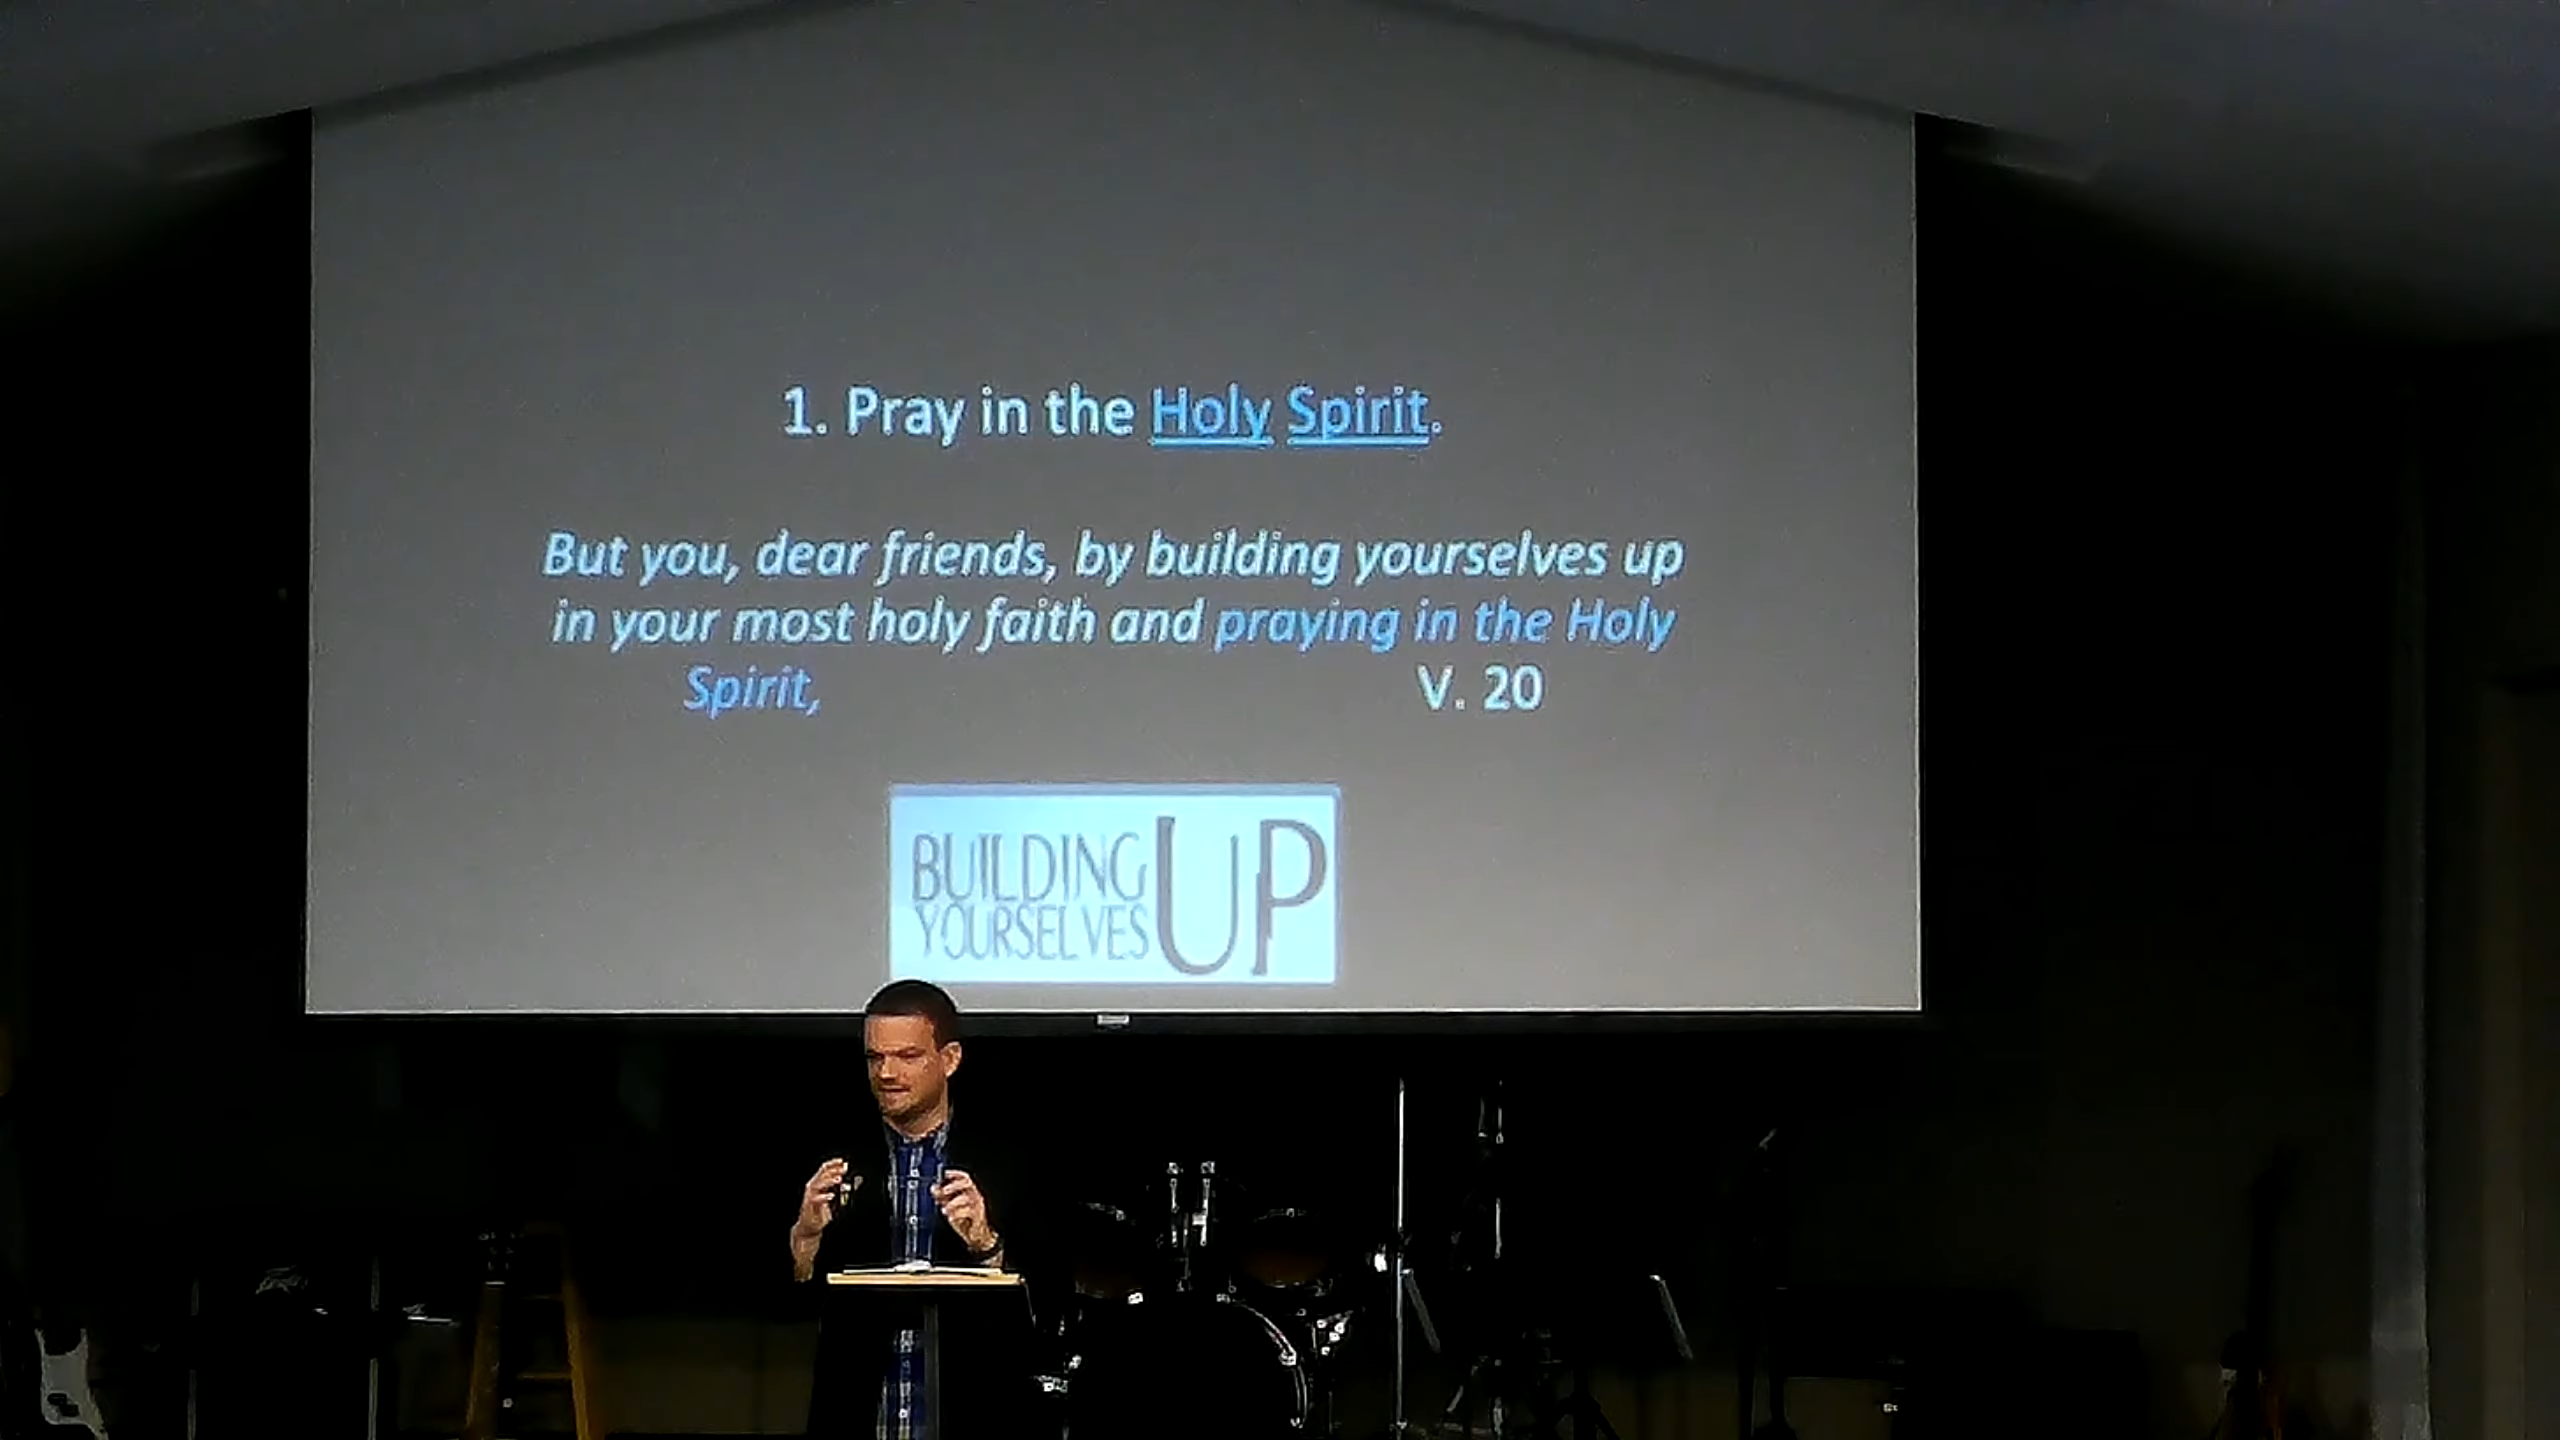 1. Pray in the Holy Spirit.
But you, dear friends, by building yourselves up
in your most holy faith and praying in the Holy
Spirit, V. 20
BUILDING
YOURSELVES UP